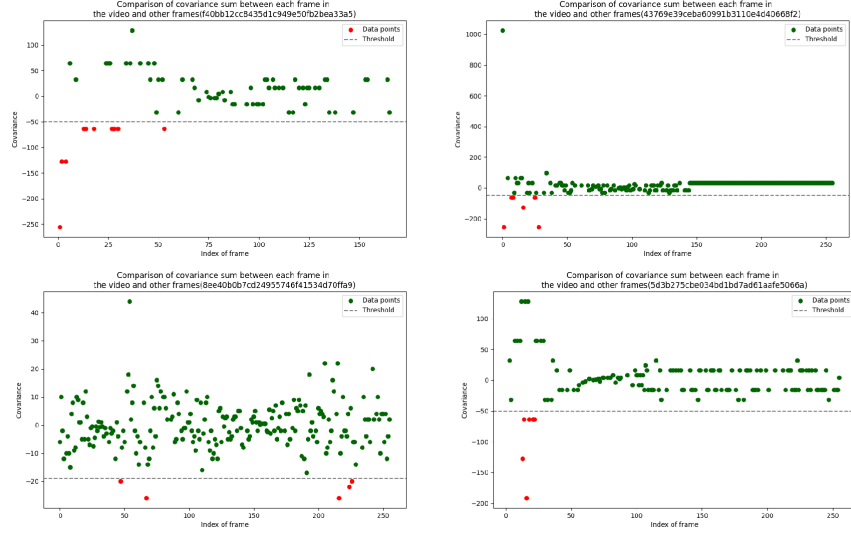 Comparison of covariance sum between each frame in
the video and other frames(f40bb12cc8435d1c949e50fb2bea33a5)
Data points
Threshold
100
50
0
−50
−100
−150
−200
−250
Covariance
0 25 50 75 100 125 150
Index of frame
Comparison of covariance sum between each frame in
the video and other frames(43769e39ceba60991b3110e4d40668f2)
Data points
Threshold
1000
800
600
400
200
0
−200
Covariance
0 50 100 150 200 250
Index of frame
Comparison of covariance sum between each frame in
the video and other frames(8ee40b0b7cd24955746f41534d70ffa9)
Data points
Threshold
40
30
20
10
0
−10
−20
Covariance
0 50 100 150 200 250
Index of frame
Comparison of covariance sum between each frame in
the video and other frames(5d3b275cbe034bd1bd7ad61aafe5066a)
Data points
Threshold
100
50
0
−50
−100
−150
−200
Covariance
0 50 100 150 200 250
Index of frame